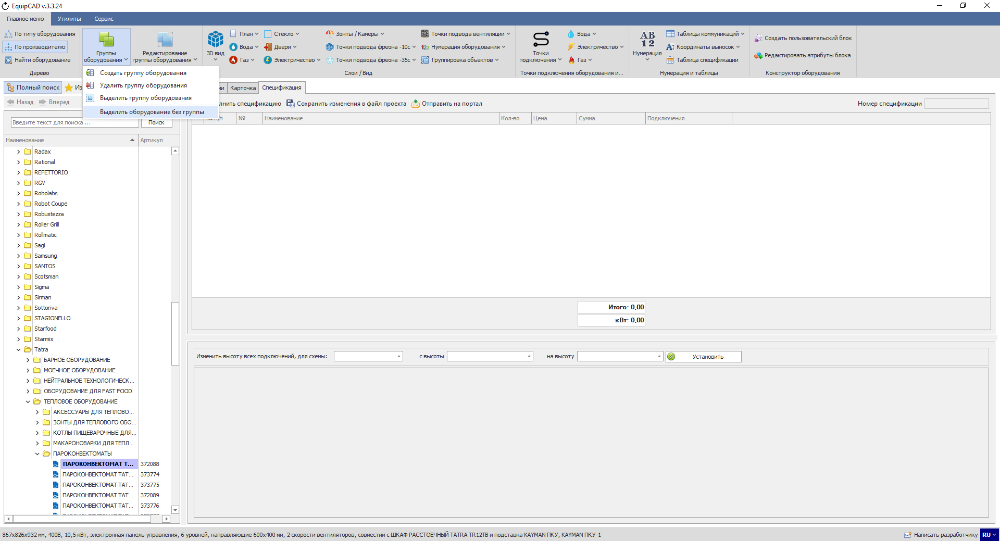 EquipCAD v.3.3.24
Главное меню Утилиты Сервис
По типу оборудования
По производителю
Найти оборудование
Дерево
Группы
оборудования
Редактирование
группы оборудования
3D вид
План
Вода
Газ
Стекло
Двери
Электричество
Зонты / Камеры
Точки подвода фреона -10с
Точки подвода фреона -35с
Точки подвода вентиляции
123 Нумерация оборудования
Группировка объектов
Слои / Вид
Точки
подключения
Вода
Электричество
Газ
Точки подключения оборудования и...
AB
12
Нумерация
Таблицы коммуникаций
Координаты выносок
Таблица спецификации
Нумерация и таблицы
Создать пользовательский блок
Редактировать атрибуты блока
Конструктор оборудования
Создать группу оборудования
Удалить группу оборудования
Выделить группу оборудования
Выделить оборудование без группы
Полный поиск Из
Назад Вперед
Введите текст для поиска ... Поиск
Наименование Артикул
Radax
Rational
REFETTORIO
RGV
Robolabs
Robot Coupe
Robustezza
Roller Grill
Rollmatic
Sagi
Samsung
SANTOS
Scotsman
Sigma
Sirman
Sottoriva
STAGIONELLO
Starfood
Starmix
Tatra
БАРНОЕ ОБОРУДОВАНИЕ
МОЕЧНОЕ ОБОРУДОВАНИЕ
НЕЙТРАЛЬНОЕ ТЕХНОЛОГИЧЕСК...
ОБОРУДОВАНИЕ ДЛЯ FAST FOOD
ТЕПЛОВОЕ ОБОРУДОВАНИЕ
АКСЕССУАРЫ ДЛЯ ТЕПЛОВО...
ЗОНТЫ ДЛЯ ТЕПЛОВОГО ОБО...
КОТЛЫ ПИЩЕВАРОЧНЫЕ ДЛЯ...
МАКАРОНОВАРКИ ДЛЯ ТЕПЛ...
ПАРОКОНВЕКТОМАТЫ
ПАРОКОНВЕКТОМАТ Т... 372088
ПАРОКОНВЕКТОМАТ ТАТ... 373774
ПАРОКОНВЕКТОМАТ ТАТ... 373775
ПАРОКОНВЕКТОМАТ ТАТ... 372089
ПАРОКОНВЕКТОМАТ ТАТ... 373776
ии Карточка Спецификация
лнить спецификацию Сохранить изменения в файл проекта Отправить на портал Номер спецификации
№ п/п № Наименование Кол-во Цена Сумма Подключения
Итого: 0,00
кВт: 0,00
Изменить высоту всех подключений, для схемы: с высоты на высоту Установить
867x826x932 мм, 400В, 10,5 кВт, электронная панель управления, 6 уровней, направляющие 600x400 мм, 2 скорости вентиляторов, совместим с ШКАФ РАССТОЕЧНЫЙ TATRA TR12TB и подставка KAYMAN ПКУ, KAYMAN ПКУ-1
Написать разработчику RU